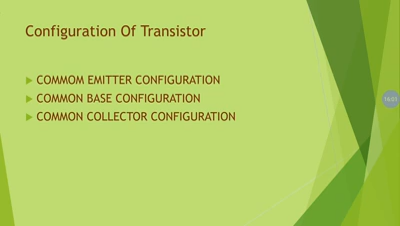 Configuration Of Transistor
COMMOM EMITTER CONFIGURATION
COMMON BASE CONFIGURATION
COMMON COLLECTOR CONFIGURATION